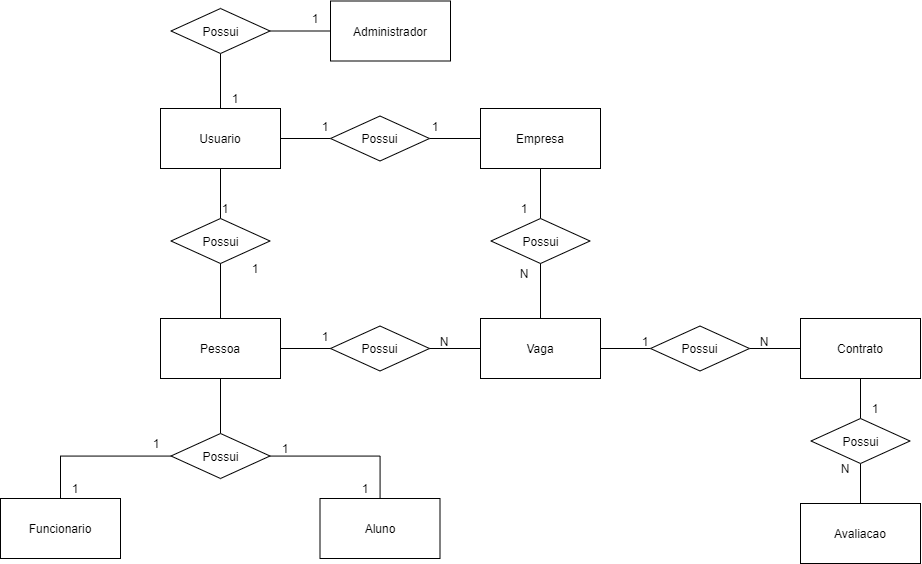 1
Possui
Administrador
1
Usuario
1
Possui
1
Empresa
1
1
Possui
Possui
1
N
Pessoa
1
Possui
N
Vaga
1
Possui
N
Contrato
1
1
1
Possui
Possui
N
1
1
Funcionario
Aluno
Avaliacao